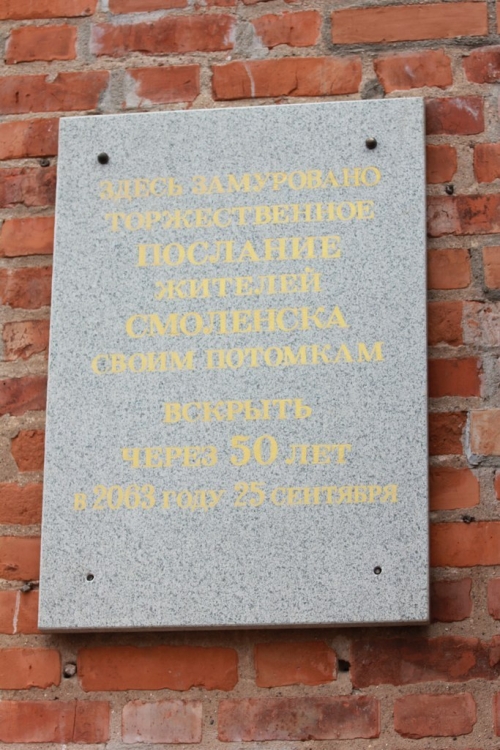 ЗДЕСЬ ЗАМУРОВАНО
ТОРЖЕСТВЕННОЕ
ПОСЛАНИЕ
ЖИТЕЛЕЙ
СМОЛЕНСКА
СВОИМ ПОТОМКАМ
ВСКРЫТЬ
ЧЕРЕЗ 50 ЛЕТ
В 2063 ГОДУ 25 СЕНТЯБРЯ